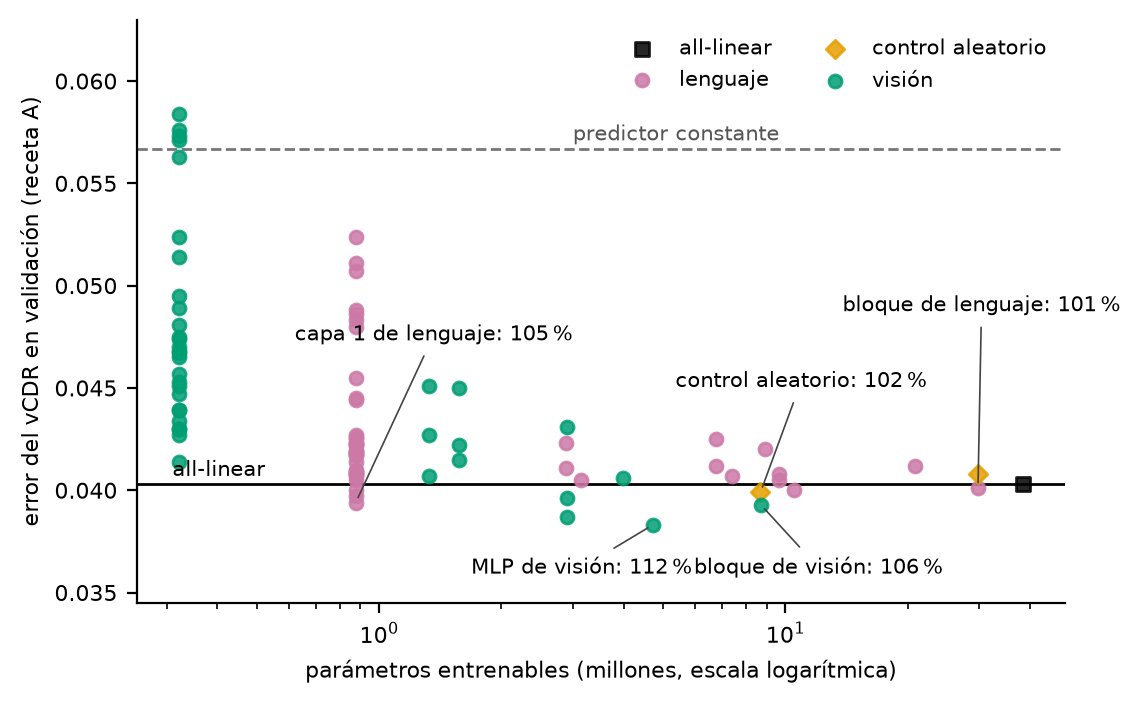 all-linear
control aleatorio
lenguaje
visión
0.060
predictor constante
0.055
0.050
bloque de lenguaje: 101 %
capa 1 de lenguaje: 105 %
0.045
control aleatorio: 102 %
all-linear
0.040
MLP de visión: 112 %
bloque de visión: 106 %
0.035
error del vCDR en validación (receta A)
10⁰
10¹
parámetros entrenables (millones, escala logarítmica)